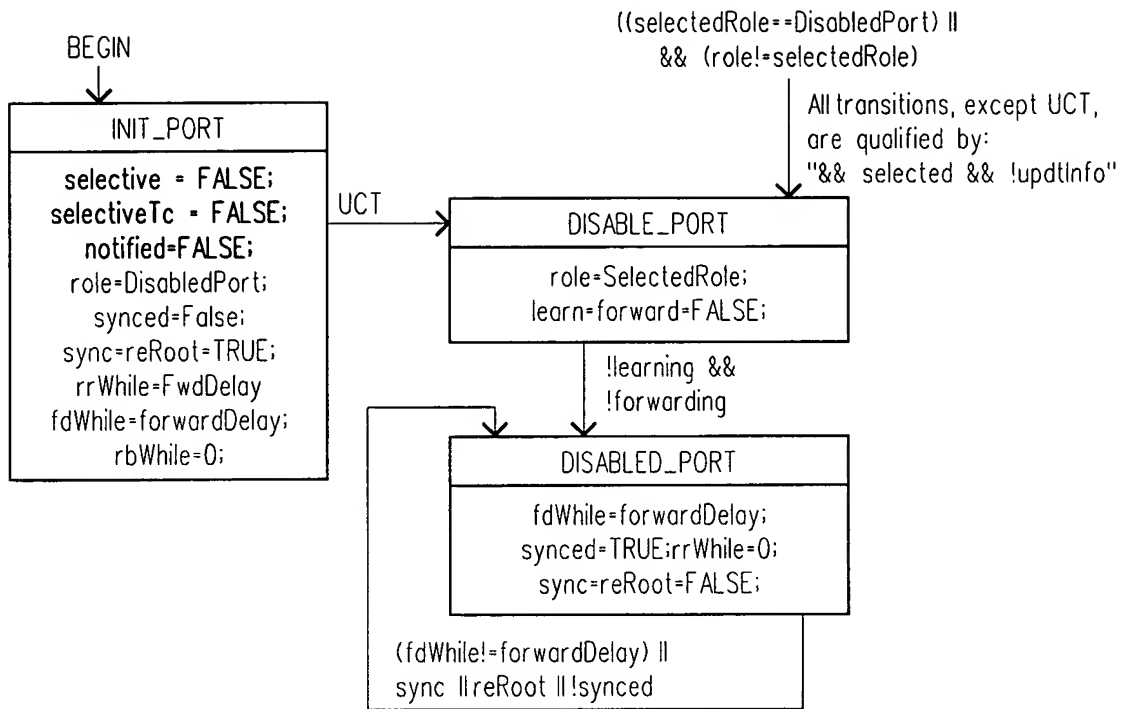 ((selectedRole==DisabledPort) ||
&& (role!=selectedRole)
BEGIN
All transitions, except UCT,
are qualified by:
"&& selected && !updtInfo"
INIT_PORT
selective = FALSE;
selectiveTc = FALSE;
notified=FALSE;
role=DisabledPort;
synced=False;
sync=reRoot=TRUE;
rrWhile=FwdDelay
fdWhile=forwardDelay;
rbWhile=0;
UCT
DISABLE_PORT
role=SelectedRole;
learn=forward=FALSE;
!learning &&
!forwarding
DISABLED_PORT
fdWhile=forwardDelay;
synced=TRUE;rrWhile=0;
sync=reRoot=FALSE;
(fdWhile!=forwardDelay) ||
sync ||reRoot || !synced